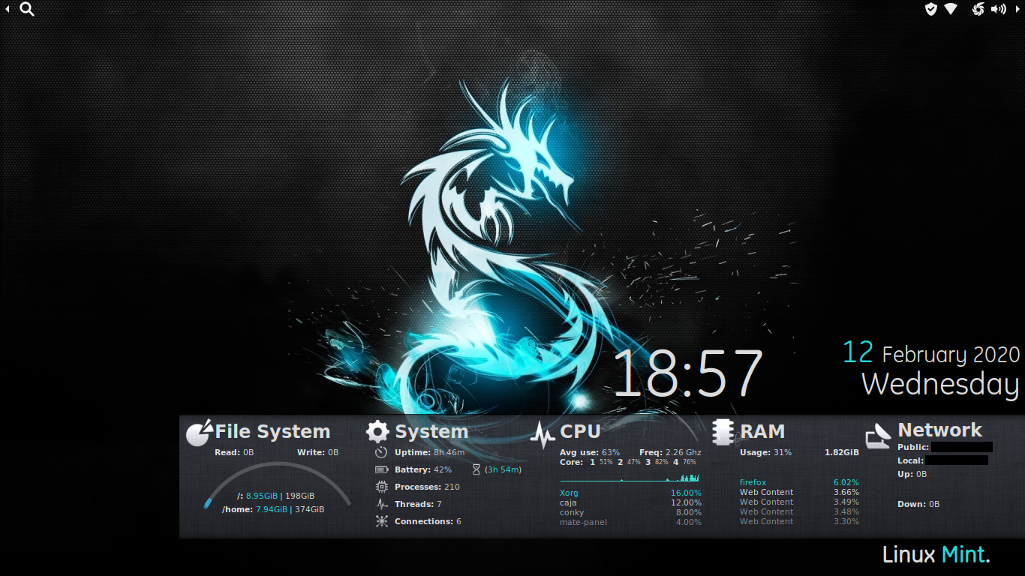 18:57
12 February 2020
Wednesday
File System
Read: 0B Write: 0B
/: 8.95GiB | 198GiB
/home: 7.94GiB | 374GiB
System
Uptime: 8h 46m
Battery: 42% (3h 54m)
Processes: 210
Threads: 7
Connections: 6
CPU
Avg use: 63% Freq: 2.26 Ghz
Core: 1 51% 2 47% 3 82% 4 76%
Xorg 16.00%
caja 12.00%
conky 8.00%
mate-panel 4.00%
RAM
Usage: 31% 1.82GiB
firefox 6.02%
Web Content 3.66%
Web Content 3.49%
Web Content 3.48%
Web Content 3.30%
Network
Public:
Local:
Up: 0B
Down: 0B
Linux Mint.